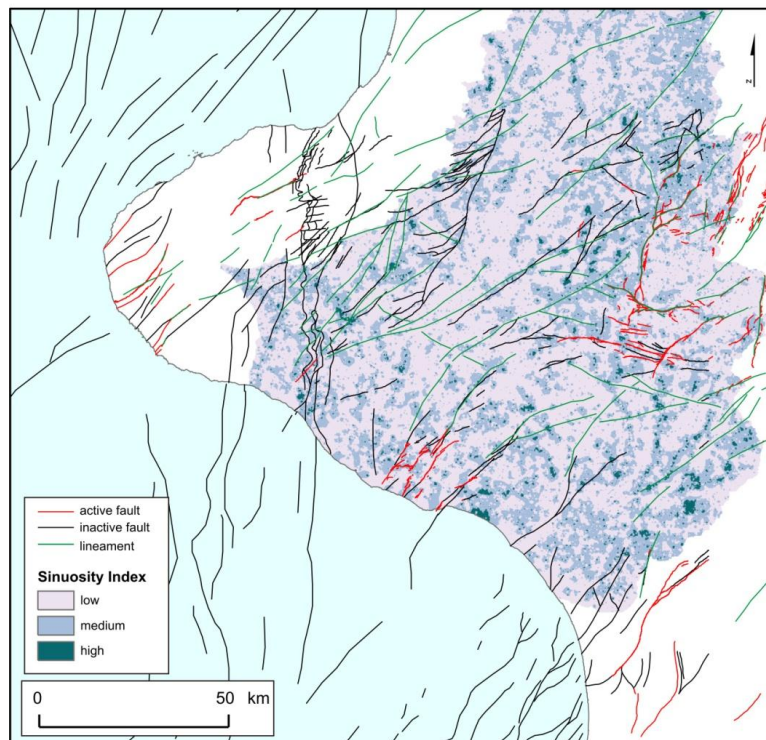 N
active fault
inactive fault
lineament
Sinuosity Index
low
medium
high
0 50 km